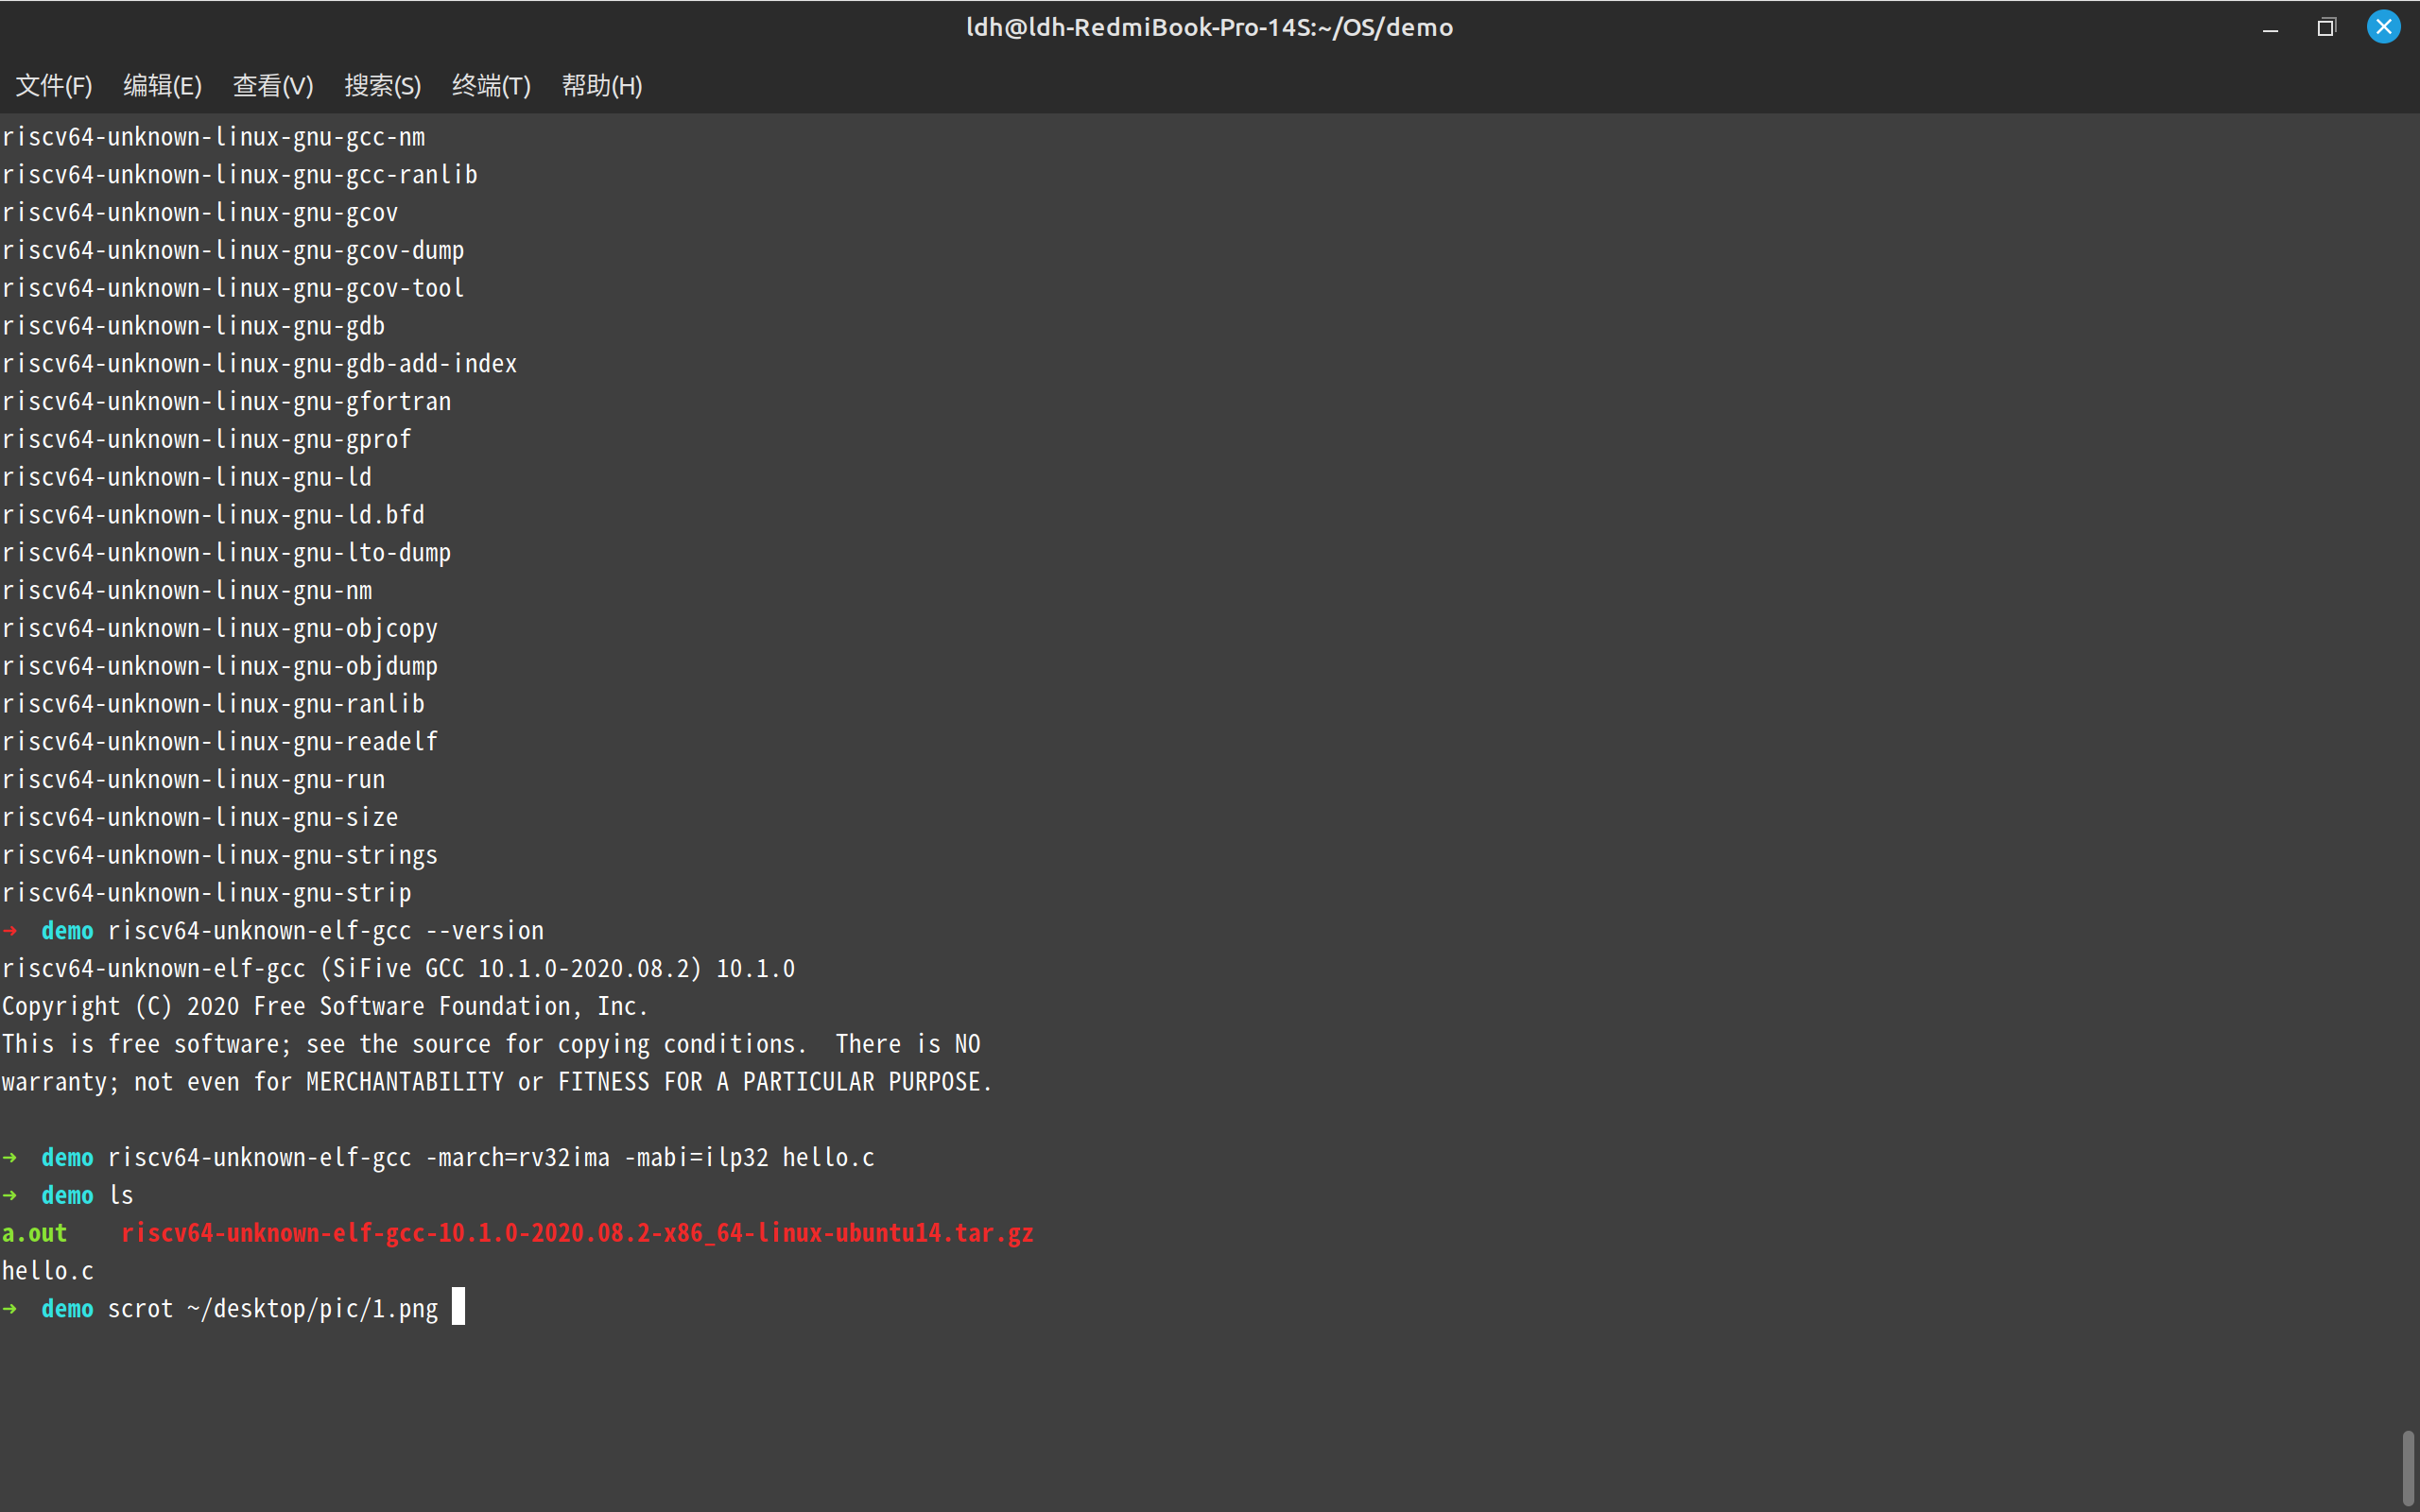 ldh@ldh-RedmiBook-Pro-14S:~/OS/demo
文件(F) 编辑(E) 查看(V) 搜索(S) 终端(T) 帮助(H)
riscv64-unknown-linux-gnu-gcc-nm
riscv64-unknown-linux-gnu-gcc-ranlib
riscv64-unknown-linux-gnu-gcov
riscv64-unknown-linux-gnu-gcov-dump
riscv64-unknown-linux-gnu-gcov-tool
riscv64-unknown-linux-gnu-gdb
riscv64-unknown-linux-gnu-gdb-add-index
riscv64-unknown-linux-gnu-gfortran
riscv64-unknown-linux-gnu-gprof
riscv64-unknown-linux-gnu-ld
riscv64-unknown-linux-gnu-ld.bfd
riscv64-unknown-linux-gnu-lto-dump
riscv64-unknown-linux-gnu-nm
riscv64-unknown-linux-gnu-objcopy
riscv64-unknown-linux-gnu-objdump
riscv64-unknown-linux-gnu-ranlib
riscv64-unknown-linux-gnu-readelf
riscv64-unknown-linux-gnu-run
riscv64-unknown-linux-gnu-size
riscv64-unknown-linux-gnu-strings
riscv64-unknown-linux-gnu-strip
➜  demo riscv64-unknown-elf-gcc --version
riscv64-unknown-elf-gcc (SiFive GCC 10.1.0-2020.08.2) 10.1.0
Copyright (C) 2020 Free Software Foundation, Inc.
This is free software; see the source for copying conditions.  There is NO
warranty; not even for MERCHANTABILITY or FITNESS FOR A PARTICULAR PURPOSE.
➜  demo riscv64-unknown-elf-gcc -march=rv32ima -mabi=ilp32 hello.c
➜  demo ls
a.out    riscv64-unknown-elf-gcc-10.1.0-2020.08.2-x86_64-linux-ubuntu14.tar.gz
hello.c
➜  demo scrot ~/desktop/pic/1.png